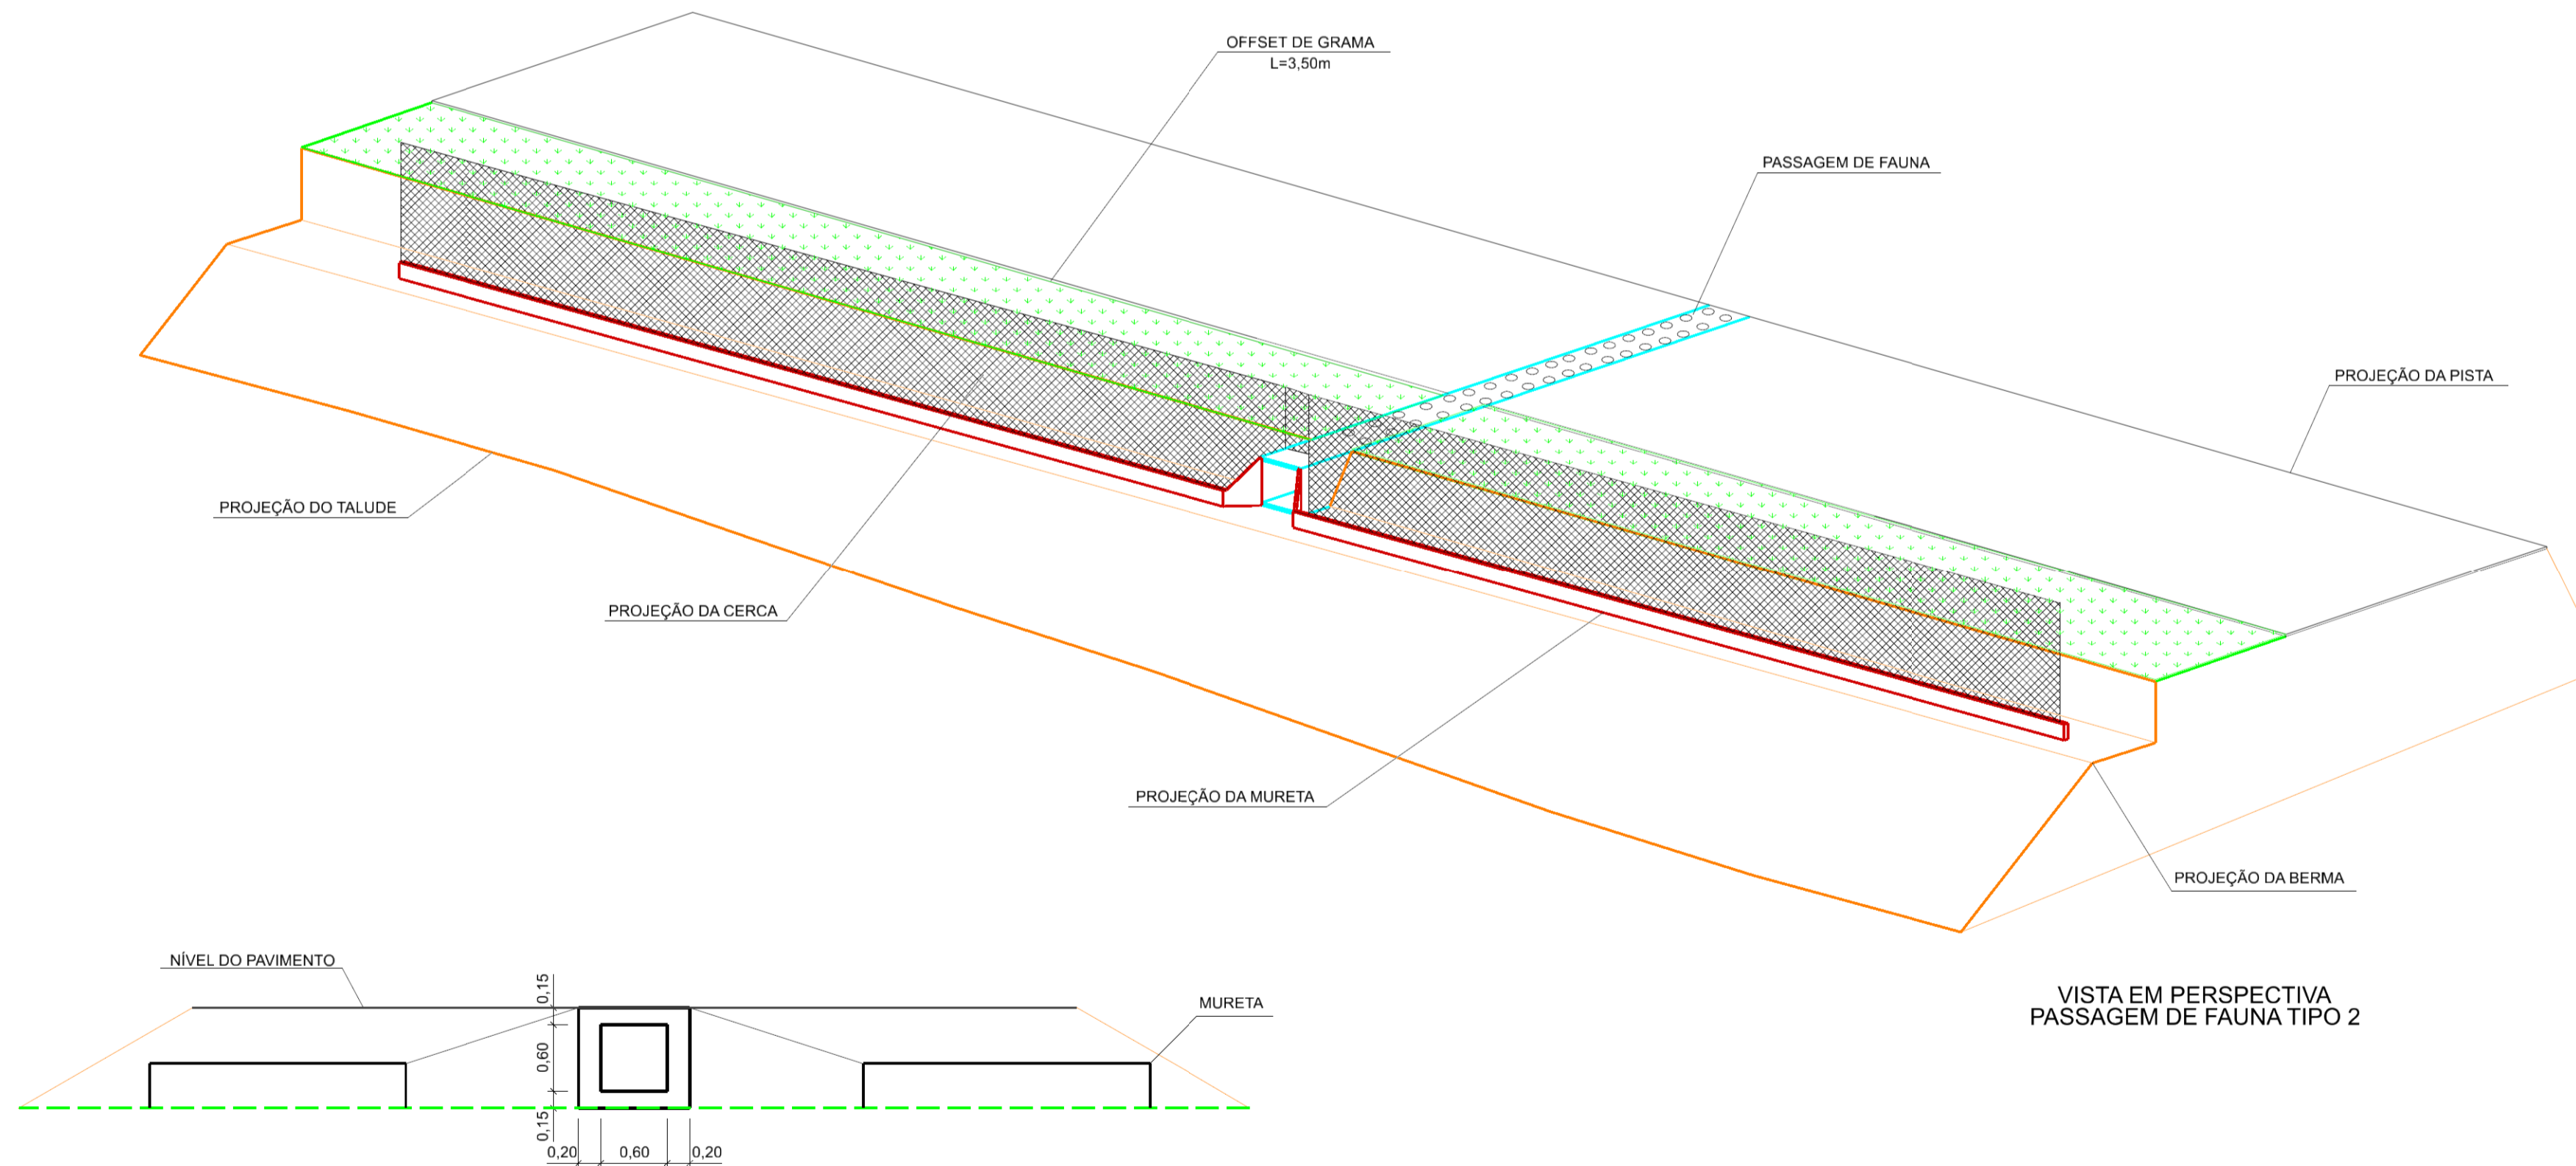 OFFSET DE GRAMA
L=3,50m
PASSAGEM DE FAUNA
PROJEÇÃO DA PISTA
PROJEÇÃO DO TALUDE
PROJEÇÃO DA CERCA
PROJEÇÃO DA MURETA
PROJEÇÃO DA BERMA
NÍVEL DO PAVIMENTO
0,15
MURETA
0,60
0,15
0,20
0,60
0,20
VISTA EM PERSPECTIVA
PASSAGEM DE FAUNA TIPO 2